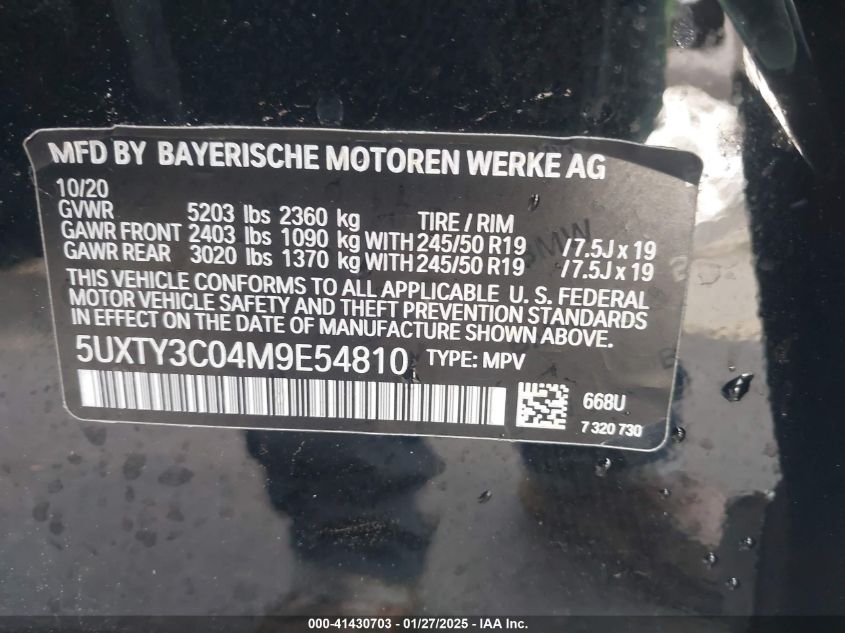 MFD BY BAYERISCHE MOTOREN WERKE AG
10/20
GVWR 5203 lbs 2360 kg TIRE / RIM
GAWR FRONT 2403 lbs 1090 kg WITH 245/50 R19 / 7.5J x 19
GAWR REAR 3020 lbs 1370 kg WITH 245/50 R19 / 7.5J x 19
THIS VEHICLE CONFORMS TO ALL APPLICABLE U. S. FEDERAL
MOTOR VEHICLE SAFETY AND THEFT PREVENTION STANDARDS
IN EFFECT ON THE DATE OF MANUFACTURE SHOWN ABOVE.
5UXTY3C04M9E54810 TYPE: MPV
668U
7 320 730
BMW
000-41430703 — 01/27/2025 — IAA Inc.